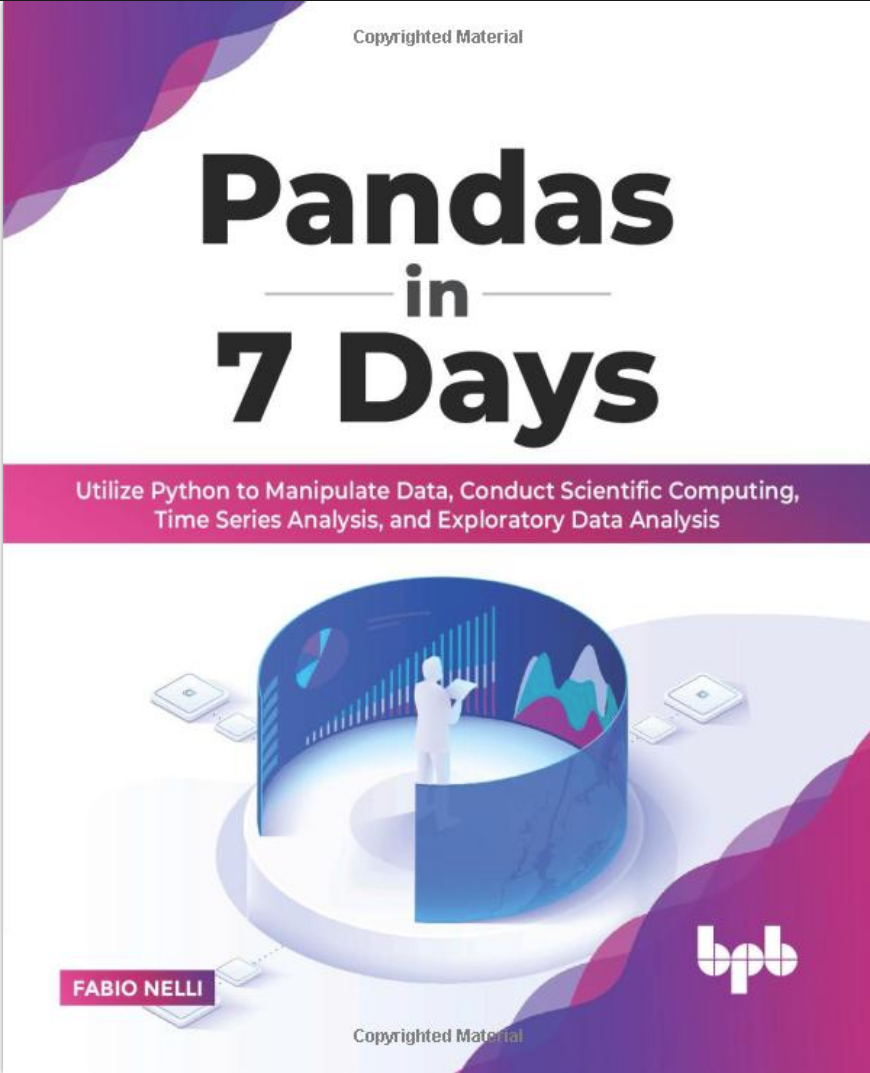 Copyrighted Material
Pandas
in
7 Days
Utilize Python to Manipulate Data, Conduct Scientific Computing,
Time Series Analysis, and Exploratory Data Analysis
bpb
FABIO NELLI
Copyrighted Material